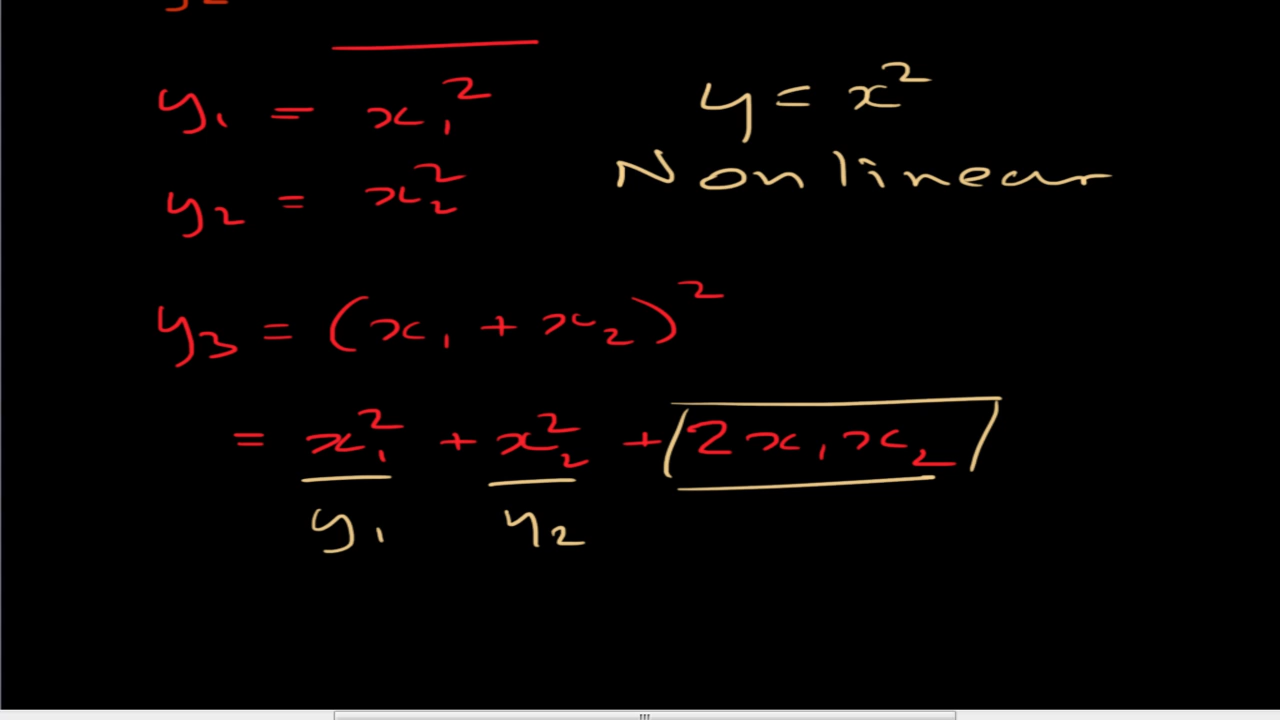 y₁ = x₁²
y = x²
Nonlinear
y₂ = x₂²
y₃ = (x₁ + x₂)²
= x₁² + x₂² + (2x₁x₂)
y₁ y₂